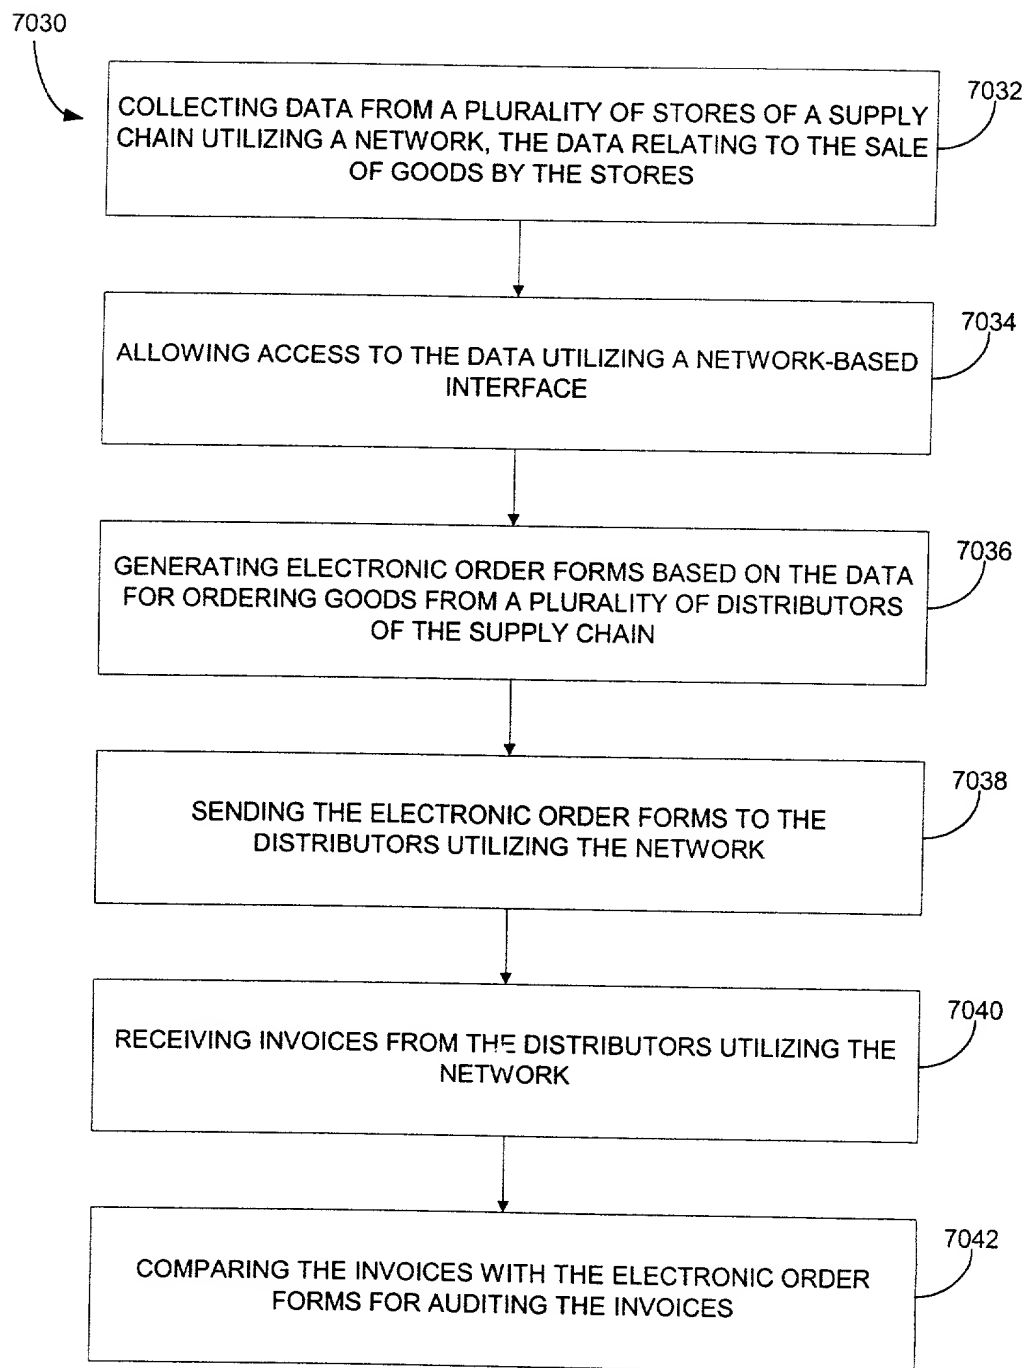 7030
COLLECTING DATA FROM A PLURALITY OF STORES OF A SUPPLY
CHAIN UTILIZING A NETWORK, THE DATA RELATING TO THE SALE
OF GOODS BY THE STORES
7032
ALLOWING ACCESS TO THE DATA UTILIZING A NETWORK-BASED
INTERFACE
7034
GENERATING ELECTRONIC ORDER FORMS BASED ON THE DATA
FOR ORDERING GOODS FROM A PLURALITY OF DISTRIBUTORS
OF THE SUPPLY CHAIN
7036
SENDING THE ELECTRONIC ORDER FORMS TO THE
DISTRIBUTORS UTILIZING THE NETWORK
7038
RECEIVING INVOICES FROM THE DISTRIBUTORS UTILIZING THE
NETWORK
7040
COMPARING THE INVOICES WITH THE ELECTRONIC ORDER
FORMS FOR AUDITING THE INVOICES
7042